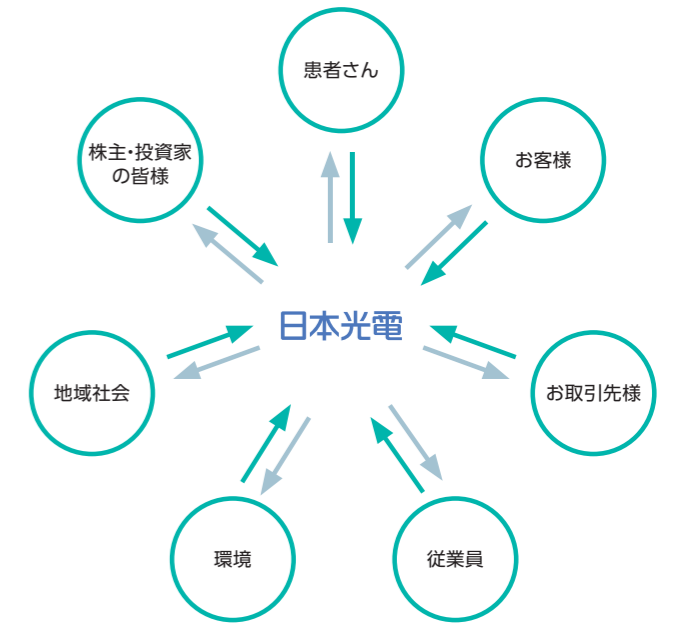 患者さん
株主・投資家
の皆様
お客様
日本光電
地域社会
お取引先様
環境
従業員